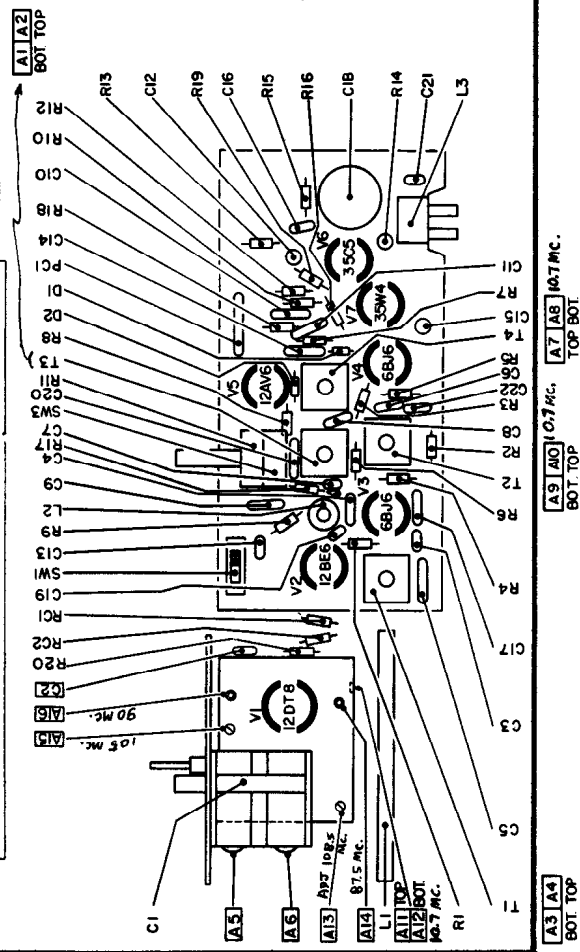 A1 A2
BOT. TOP
R12
R10
C10
R18
C14
PC1
D1
D2
R8
T3
R11
C20
SW3
C7
R17
C4
C9
L2
R9
C13
SW1
C19
RC1
RC2
R20
C2
A16
90 MC.
A15
105 MC.
R13
C12
R19
C16
R15
R16
C18
R14
C21
L3
V6
35C5
V7
35W4
V5
12AV6
V4
6BJ6
V3
6BJ6
V2
12BE6
V1
12DT8
C1
A5
A6
A13
ADJ 108.5
MC.
A14
87.5 MC.
L1
A11 TOP
A12 BOT.
10.7 MC.
R1
T1
C5
C3
C17
R4
R6
T2
R2
C8
R3
C22
C6
R5
T4
C15
R7
C11
A3 A4
BOT. TOP
A9 A10 10.7 MC.
BOT. TOP
A7 A8 10.7 MC.
TOP BOT.